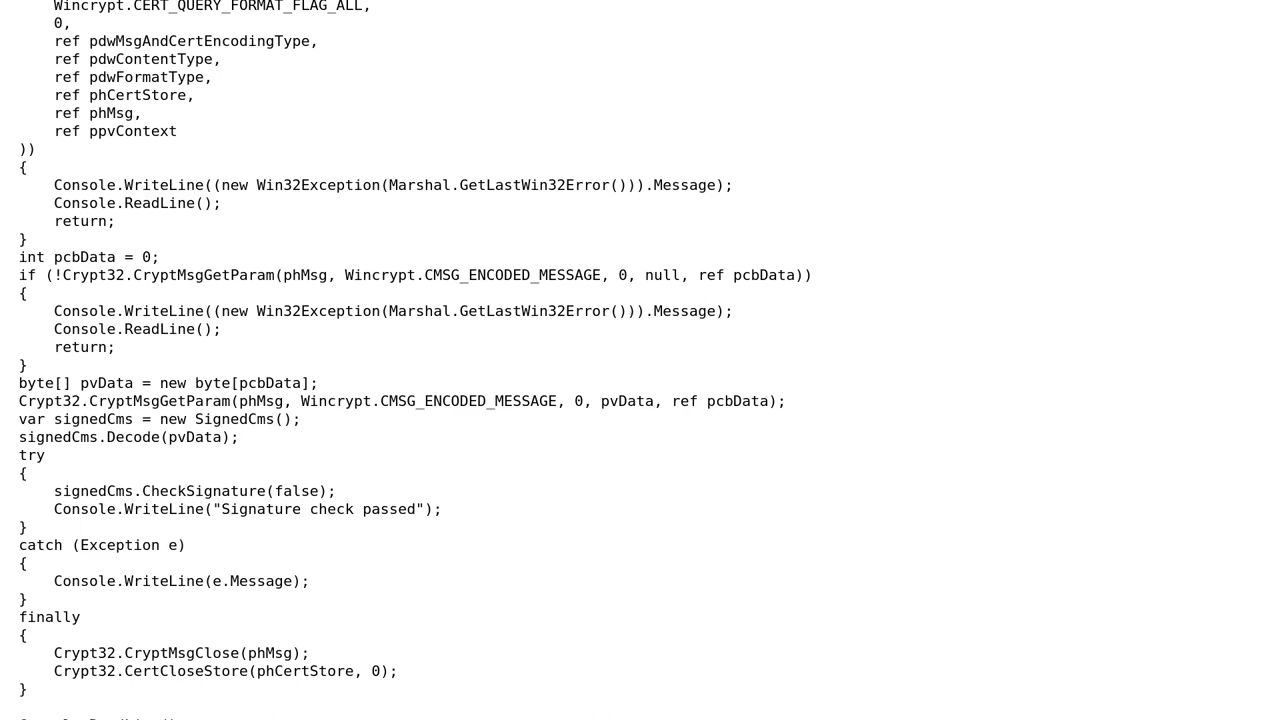 Wincrypt.CERT_QUERY_FORMAT_FLAG_ALL,
0,
ref pdwMsgAndCertEncodingType,
ref pdwContentType,
ref pdwFormatType,
ref phCertStore,
ref phMsg,
ref ppvContext
))
{
Console.WriteLine((new Win32Exception(Marshal.GetLastWin32Error())).Message);
Console.ReadLine();
return;
}
int pcbData = 0;
if (!Crypt32.CryptMsgGetParam(phMsg, Wincrypt.CMSG_ENCODED_MESSAGE, 0, null, ref pcbData))
{
Console.WriteLine((new Win32Exception(Marshal.GetLastWin32Error())).Message);
Console.ReadLine();
return;
}
byte[] pvData = new byte[pcbData];
Crypt32.CryptMsgGetParam(phMsg, Wincrypt.CMSG_ENCODED_MESSAGE, 0, pvData, ref pcbData);
var signedCms = new SignedCms();
signedCms.Decode(pvData);
try
{
signedCms.CheckSignature(false);
Console.WriteLine("Signature check passed");
}
catch (Exception e)
{
Console.WriteLine(e.Message);
}
finally
{
Crypt32.CryptMsgClose(phMsg);
Crypt32.CertCloseStore(phCertStore, 0);
}